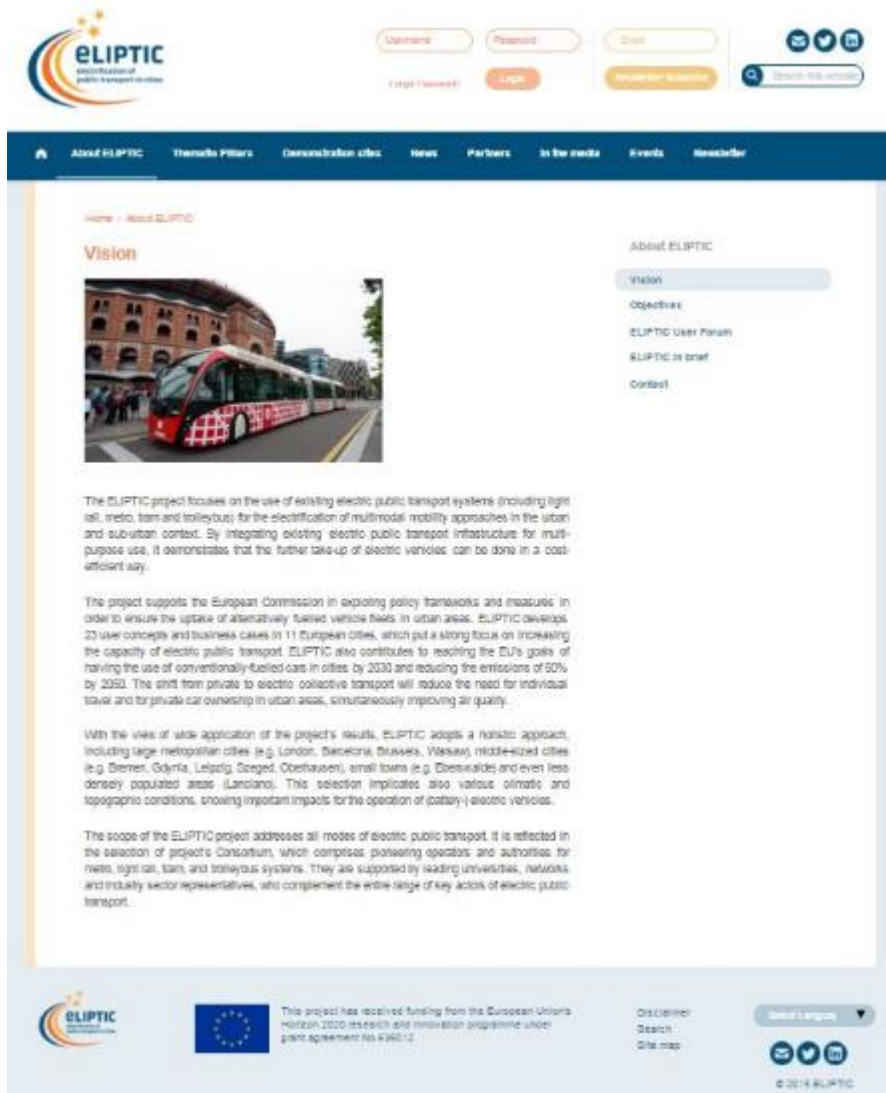 eLIPTIC
electrification of
public transport in cities
Username
Password
Email
Forgot Password?
Login
Newsletter Subscribe
Search this website
About ELIPTIC
Thematic Pillars
Demonstration sites
News
Partners
In the media
Events
Newsletter
Home / About ELIPTIC
Vision
The ELIPTIC project focuses on the use of existing electric public transport systems (including light
rail, metro, tram and trolleybus) for the electrification of multimodal mobility approaches in the urban
and sub-urban context. By integrating existing electric public transport infrastructure for multi-
purpose use, it demonstrates that the further take-up of electric vehicles can be done in a cost-
efficient way.
The project supports the European Commission in exploring policy frameworks and measures in
order to ensure the uptake of alternatively fuelled vehicle fleets in urban areas. ELIPTIC develops
23 user concepts and business cases in 11 European cities, which put a strong focus on increasing
the capacity of electric public transport. ELIPTIC also contributes to reaching the EU's goals of
halving the use of conventionally-fuelled cars in cities by 2030 and reducing the emissions of 60%
by 2050. The shift from private to electric collective transport will reduce the need for individual
travel and for private car ownership in urban areas, simultaneously improving air quality.
With the view of wide application of the project's results, ELIPTIC adopts a holistic approach,
including large metropolitan cities (e.g. London, Barcelona, Brussels, Warsaw), middle-sized cities
(e.g. Bremen, Gdynia, Leipzig, Szeged, Oberhausen), small towns (e.g. Eberswalde) and even less
densely populated areas (Lanciano). This selection implicates also various climatic and
topographic conditions, showing important impacts for the operation of (battery-) electric vehicles.
The scope of the ELIPTIC project addresses all modes of electric public transport. It is reflected in
the selection of project's Consortium, which comprises pioneering operators and authorities for
metro, light rail, tram, and trolleybus systems. They are supported by leading universities, networks
and industry sector representatives, who complement the entire range of key actors of electric public
transport.
About ELIPTIC
Vision
Objectives
ELIPTIC User Forum
ELIPTIC in brief
Contact
eLIPTIC
electrification of
public transport in cities
This project has received funding from the European Union's
Horizon 2020 research and innovation programme under
grant agreement No 636012
Disclaimer
Search
Site map
Select Language
© 2015 ELIPTIC